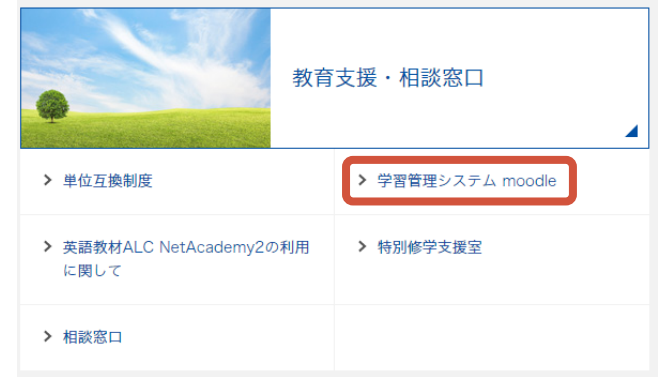 教育支援・相談窓口
単位互換制度
学習管理システム moodle
英語教材ALC NetAcademy2の利用
に関して
特別修学支援室
相談窓口